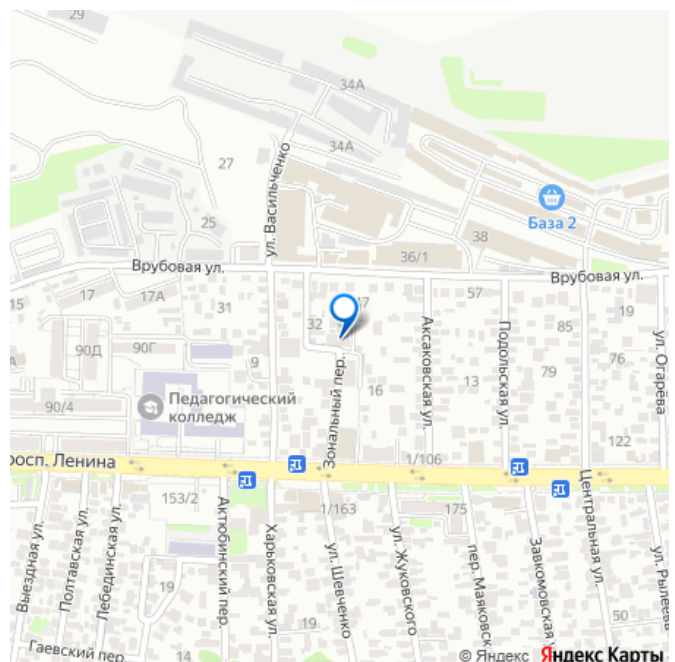 29
34А
34А
27
ул. Васильченко
База 2
25
38
36/1
Врубовая ул.
Врубовая ул.
15
17
17А
31
57
32
85
19
Аксаковская ул.
Подольская ул.
ул. Огарёва
90Д
90Г
9
76
79
13
16
Зональный пер.
Педагогический
колледж
90/4
122
росп. Ленина
1/106
153/2
1/163
175
Выездная ул.
Полтавская ул.
Лебединская ул.
Актюбинский пер.
Харьковская ул.
ул. Шевченко
ул. Жуковского
пер. Маяковск
Завкомовская у
Центральная ул.
ул. Рылеева
19
50
14
Гаевский пер.
© Яндекс Яндекс Карты